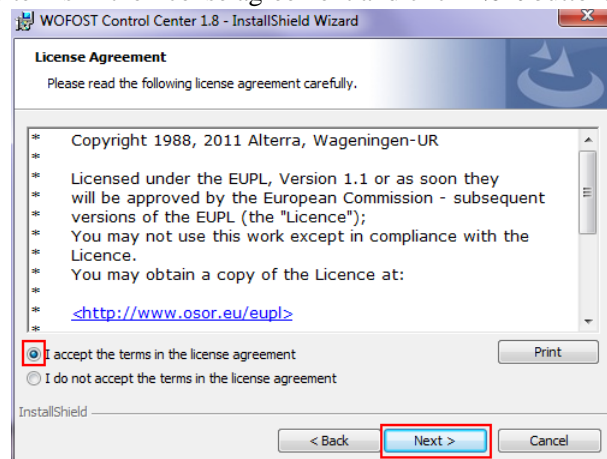 WOFOST Control Center 1.8 - InstallShield Wizard
License Agreement
Please read the following license agreement carefully.
* Copyright 1988, 2011 Alterra, Wageningen-UR
*
* Licensed under the EUPL, Version 1.1 or as soon they
* will be approved by the European Commission - subsequent
* versions of the EUPL (the "Licence");
* You may not use this work except in compliance with the
* Licence.
* You may obtain a copy of the Licence at:
*
* <http://www.osor.eu/eupl>
*
I accept the terms in the license agreement
Print
I do not accept the terms in the license agreement
InstallShield
< Back
Next >
Cancel